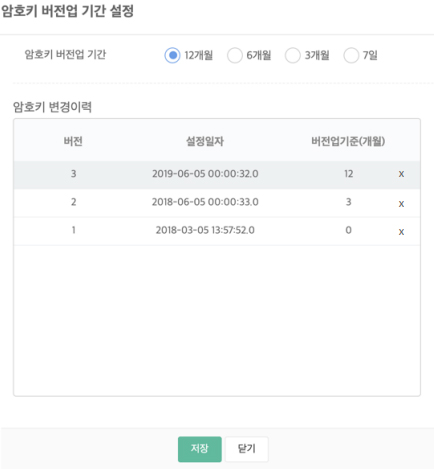 암호키 버전업 기간 설정
암호키 버전업 기간 12개월 6개월 3개월 7일
암호키 변경이력
버전 설정일자 버전업기준(개월)
3 2019-06-05 00:00:32.0 12 x
2 2018-06-05 00:00:33.0 3 x
1 2018-03-05 13:57:52.0 0 x
저장 닫기